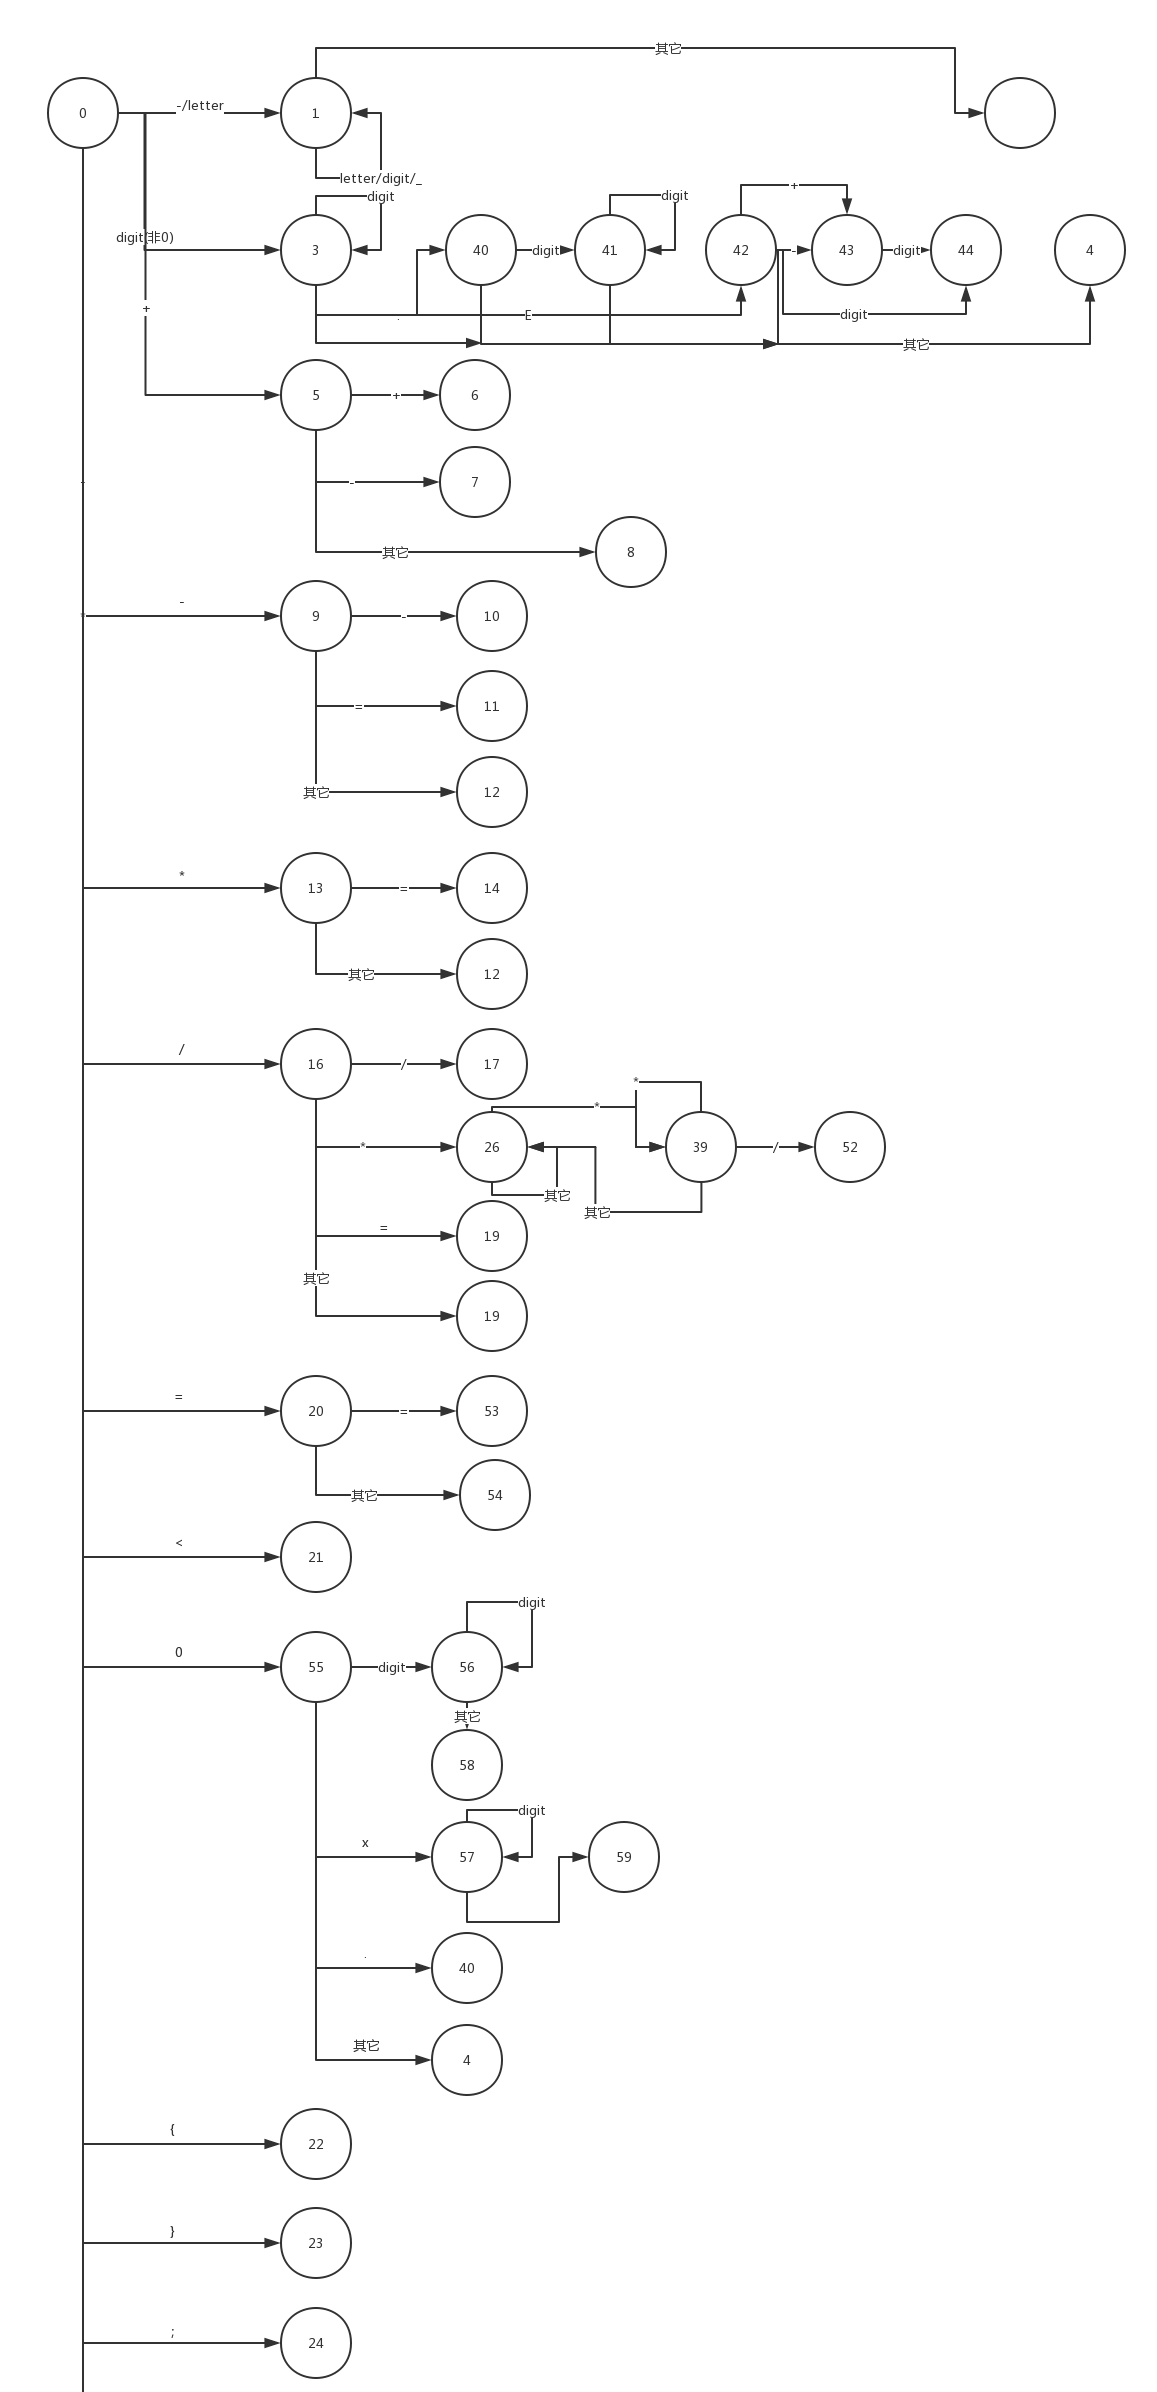 其它
0
-/letter
1
letter/digit/_
digit
digit
+
digit(非0)
3
40
digit
41
42
-
43
digit
44
4
+
.
E
digit
其它
5
+
6
-
7
其它
8
-
9
-
10
=
11
其它
12
*
13
=
14
其它
12
/
16
/
17
*
*
*
26
39
/
52
其它
其它
=
19
其它
19
=
20
=
53
其它
54
<
21
digit
0
55
digit
56
其它
58
digit
x
57
59
.
40
其它
4
{
22
}
23
;
24